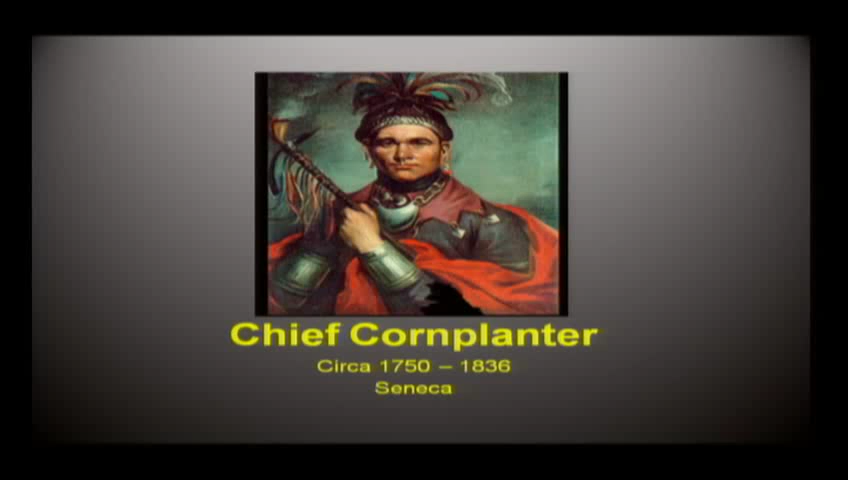 Chief Cornplanter
Circa 1750 – 1836
Seneca